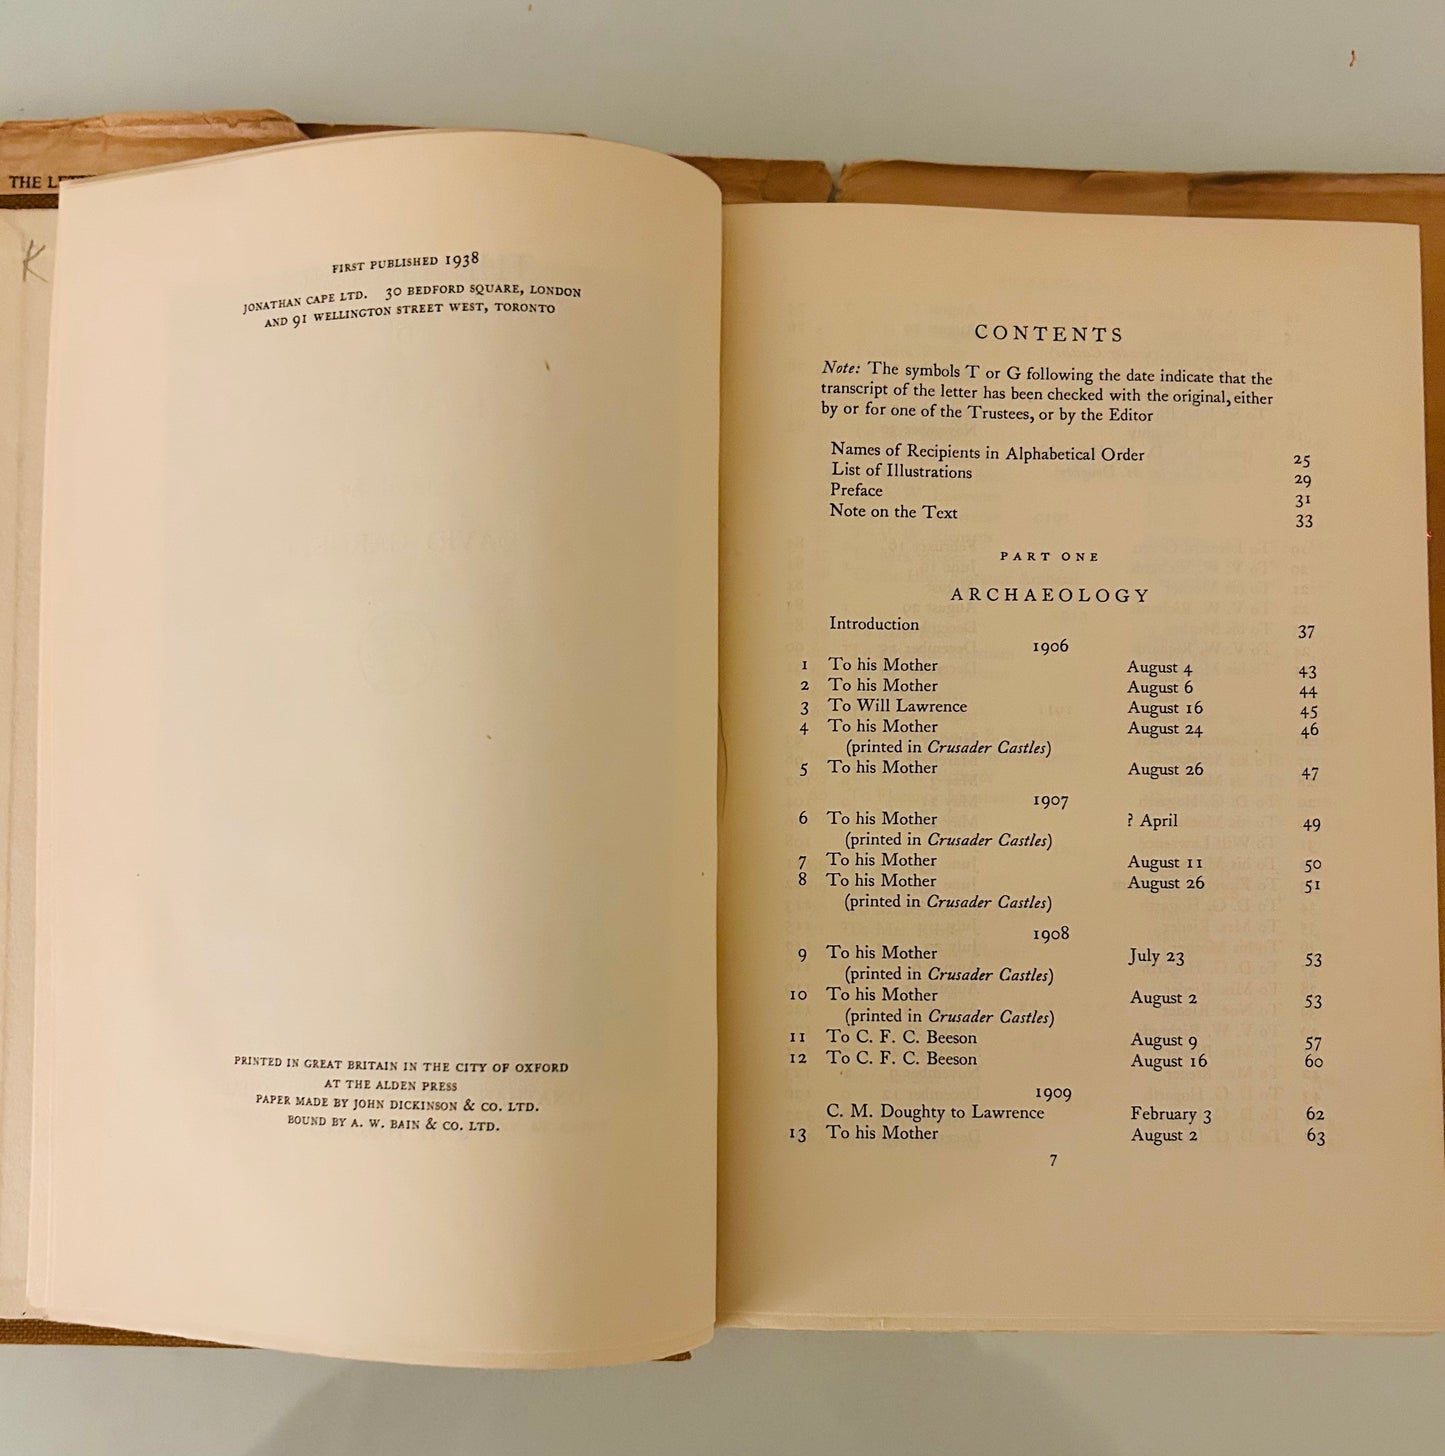 THE
K
FIRST PUBLISHED 1938
JONATHAN CAPE LTD. 30 BEDFORD SQUARE, LONDON
AND 91 WELLINGTON STREET WEST, TORONTO
PRINTED IN GREAT BRITAIN IN THE CITY OF OXFORD
AT THE ALDEN PRESS
PAPER MADE BY JOHN DICKINSON & CO. LTD.
BOUND BY A. W. BAIN & CO. LTD.
CONTENTS
Note: The symbols T or G following the date indicate that the
transcript of the letter has been checked with the original, either
by or for one of the Trustees, or by the Editor
Names of Recipients in Alphabetical Order 25
List of Illustrations 29
Preface 31
Note on the Text 33
PART ONE
ARCHAEOLOGY
Introduction 37
1906
1 To his Mother August 4 43
2 To his Mother August 6 44
3 To Will Lawrence August 16 45
4 To his Mother August 24 46
(printed in Crusader Castles)
5 To his Mother August 26 47
1907
6 To his Mother ? April 49
(printed in Crusader Castles)
7 To his Mother August 11 50
8 To his Mother August 26 51
(printed in Crusader Castles)
1908
9 To his Mother July 23 53
(printed in Crusader Castles)
10 To his Mother August 2 53
(printed in Crusader Castles)
11 To C. F. C. Beeson August 9 57
12 To C. F. C. Beeson August 16 60
1909
C. M. Doughty to Lawrence February 3 62
13 To his Mother August 2 63
7